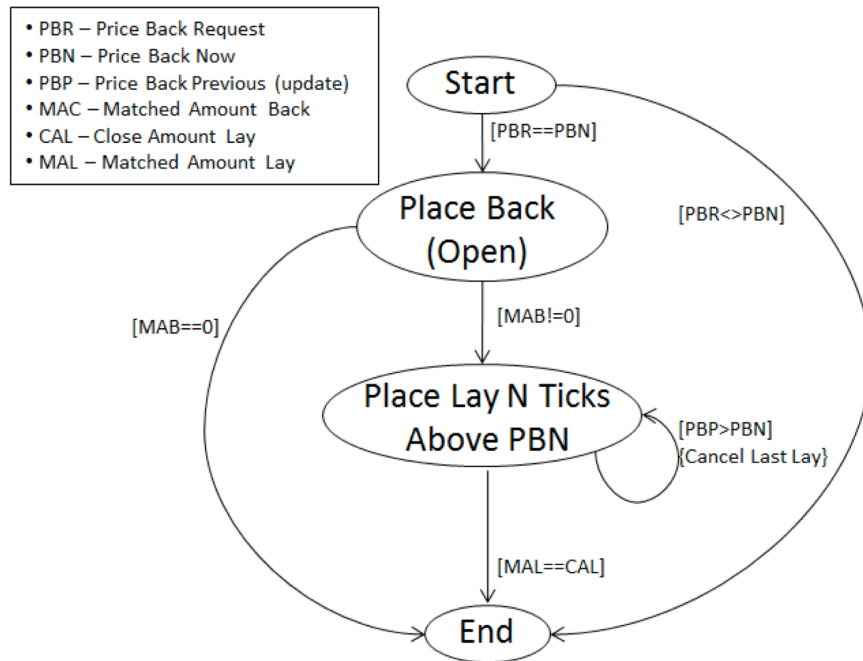 • PBR – Price Back Request
• PBN – Price Back Now
• PBP – Price Back Previous (update)
• MAC – Matched Amount Back
• CAL – Close Amount Lay
• MAL – Matched Amount Lay
Start
[PBR==PBN]
Place Back
(Open)
[PBR<>PBN]
[MAB==0]
[MAB!=0]
Place Lay N Ticks
Above PBN
[PBP>PBN]
{Cancel Last Lay}
[MAL==CAL]
End